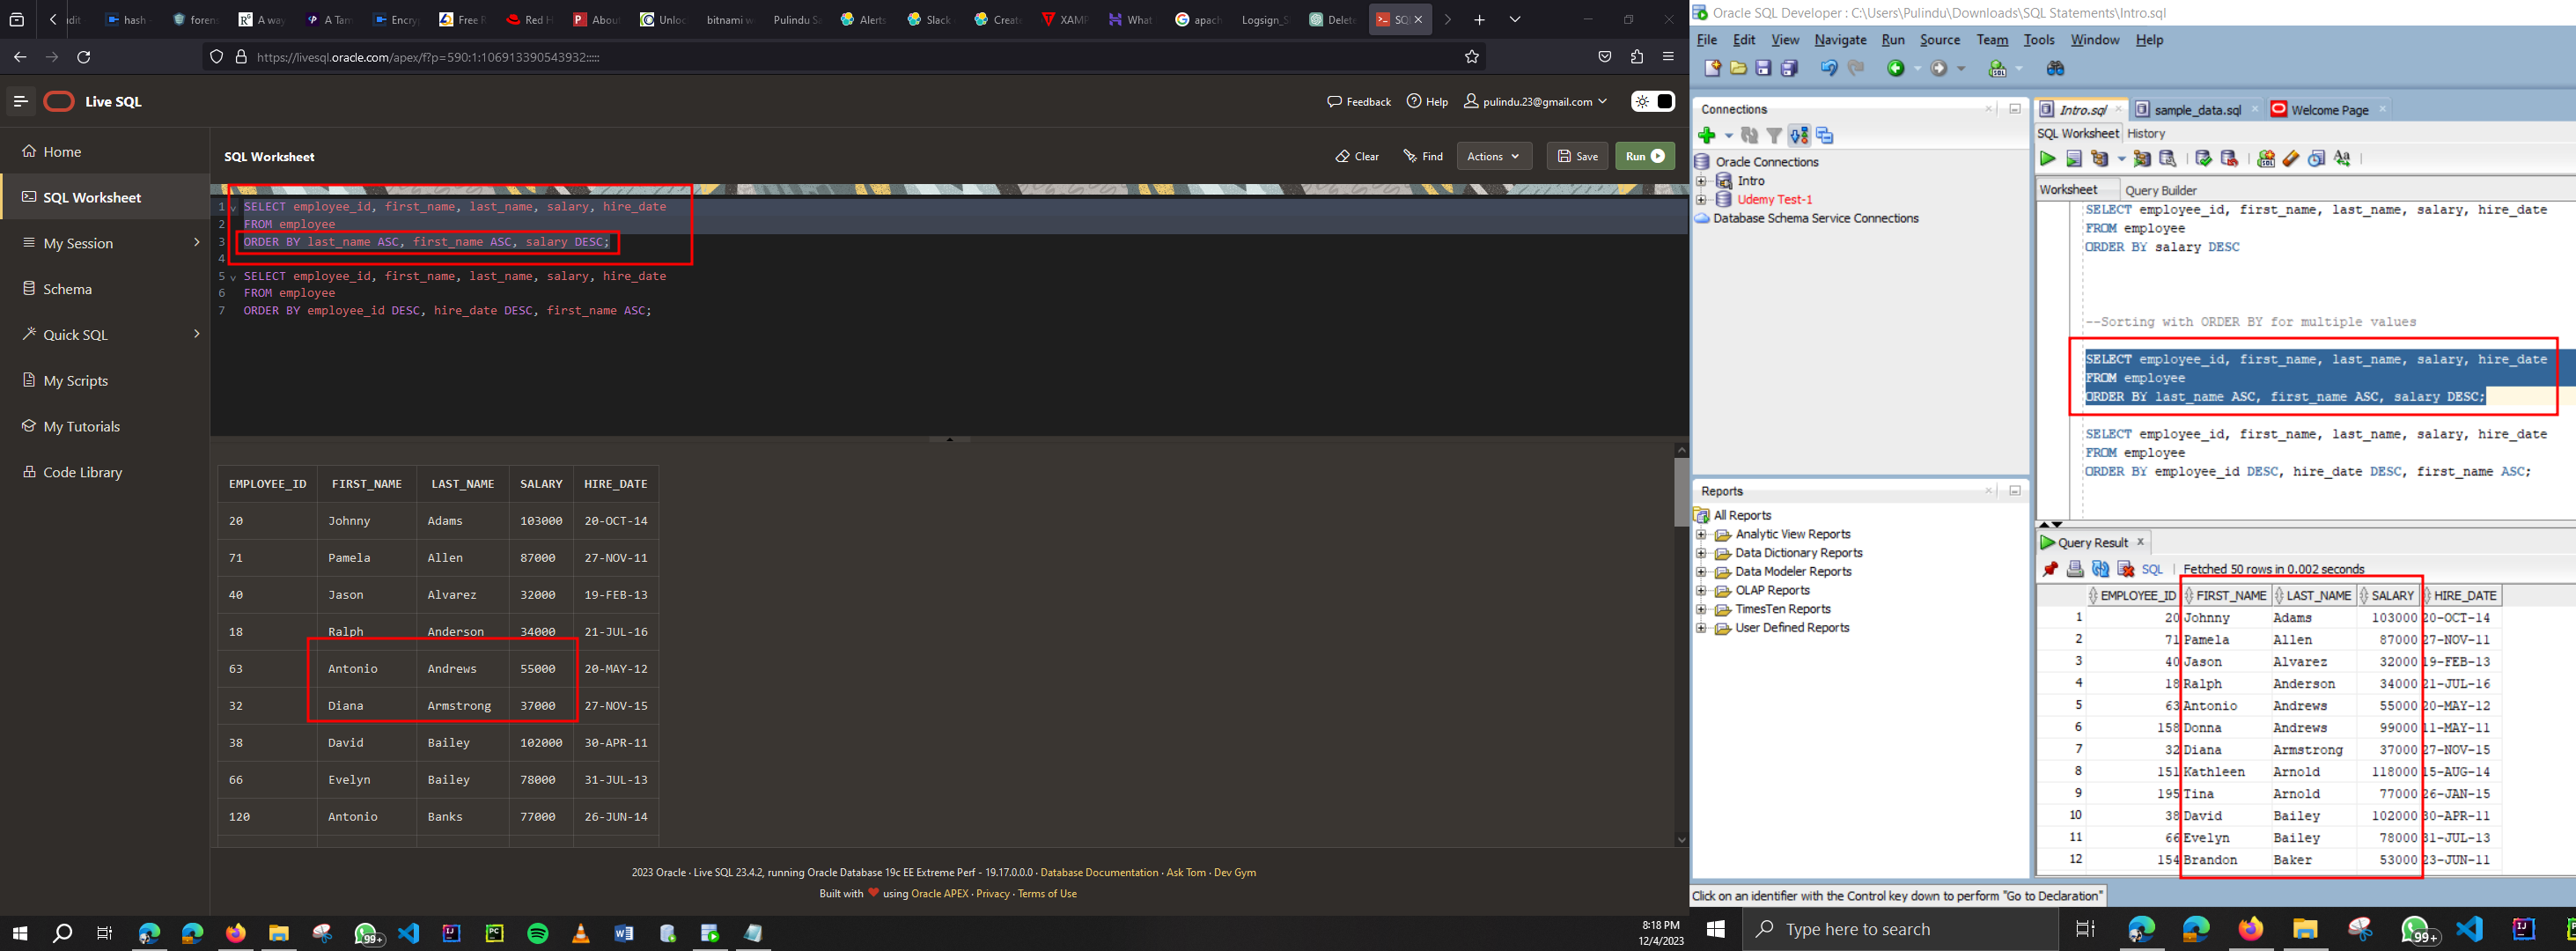 edit
hash
foren:
A way
A Tam
Encry
Free R
Red H
About
Unloc
bitnami w
Pulindu Sa
Alerts
Slack
Create
XAMP
What
apach
Logsign_S
Delete
SQL
https://livesql.oracle.com/apex/f?p=590:1:106913390543932:::::
Live SQL
Feedback
Help
pulindu.23@gmail.com
Home
SQL Worksheet
My Session
Schema
Quick SQL
My Scripts
My Tutorials
Code Library
SQL Worksheet
Clear
Find
Actions
Save
Run
1 SELECT employee_id, first_name, last_name, salary, hire_date
2 FROM employee
3 ORDER BY last_name ASC, first_name ASC, salary DESC;
4
5 SELECT employee_id, first_name, last_name, salary, hire_date
6 FROM employee
7 ORDER BY employee_id DESC, hire_date DESC, first_name ASC;
EMPLOYEE_ID FIRST_NAME LAST_NAME SALARY HIRE_DATE
20 Johnny Adams 103000 20-OCT-14
71 Pamela Allen 87000 27-NOV-11
40 Jason Alvarez 32000 19-FEB-13
18 Ralph Anderson 34000 21-JUL-16
63 Antonio Andrews 55000 20-MAY-12
32 Diana Armstrong 37000 27-NOV-15
38 David Bailey 102000 30-APR-11
66 Evelyn Bailey 78000 31-JUL-13
120 Antonio Banks 77000 26-JUN-14
2023 Oracle · Live SQL 23.4.2, running Oracle Database 19c EE Extreme Perf - 19.17.0.0.0 · Database Documentation · Ask Tom · Dev Gym
Built with ❤ using Oracle APEX · Privacy · Terms of Use
99+
8:18 PM
12/4/2023
Oracle SQL Developer : C:\Users\Pulindu\Downloads\SQL Statements\Intro.sql
File Edit View Navigate Run Source Team Tools Window Help
Connections
Oracle Connections
Intro
Udemy Test-1
Database Schema Service Connections
Reports
All Reports
Analytic View Reports
Data Dictionary Reports
Data Modeler Reports
OLAP Reports
TimesTen Reports
User Defined Reports
Intro.sql
sample_data.sql
Welcome Page
SQL Worksheet History
Worksheet Query Builder
SELECT employee_id, first_name, last_name, salary, hire_date
FROM employee
ORDER BY salary DESC
--Sorting with ORDER BY for multiple values
SELECT employee_id, first_name, last_name, salary, hire_date
FROM employee
ORDER BY last_name ASC, first_name ASC, salary DESC;
SELECT employee_id, first_name, last_name, salary, hire_date
FROM employee
ORDER BY employee_id DESC, hire_date DESC, first_name ASC;
Query Result
SQL | Fetched 50 rows in 0.002 seconds
EMPLOYEE_ID FIRST_NAME LAST_NAME SALARY HIRE_DATE
1 20 Johnny Adams 103000 20-OCT-14
2 71 Pamela Allen 87000 27-NOV-11
3 40 Jason Alvarez 32000 19-FEB-13
4 18 Ralph Anderson 34000 21-JUL-16
5 63 Antonio Andrews 55000 20-MAY-12
6 158 Donna Andrews 99000 11-MAY-11
7 32 Diana Armstrong 37000 27-NOV-15
8 151 Kathleen Arnold 118000 15-AUG-14
9 195 Tina Arnold 77000 26-JAN-15
10 38 David Bailey 102000 30-APR-11
11 66 Evelyn Bailey 78000 31-JUL-13
12 154 Brandon Baker 53000 23-JUN-11
Click on an identifier with the Control key down to perform "Go to Declaration"
Type here to search
99+